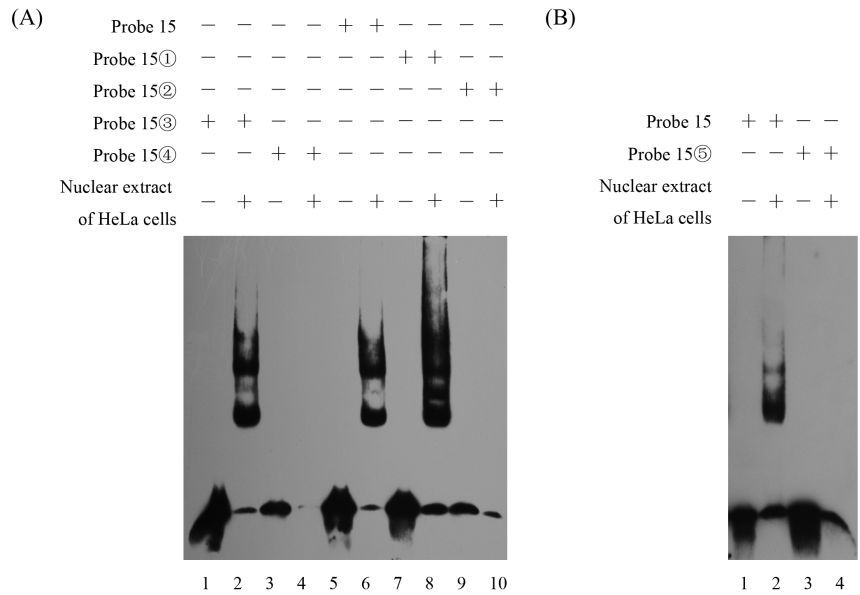 (A)
Probe 15 − − − − + + − − − −
Probe 15① − − − − − − + + − −
Probe 15② − − − − − − − − + +
Probe 15③ + + − − − − − − − −
Probe 15④ − − + + − − − − − −
Nuclear extract
of HeLa cells − + − + − + − + − +
1 2 3 4 5 6 7 8 9 10
(B)
Probe 15 + + − −
Probe 15⑤ − − + +
Nuclear extract
of HeLa cells − + − +
1 2 3 4